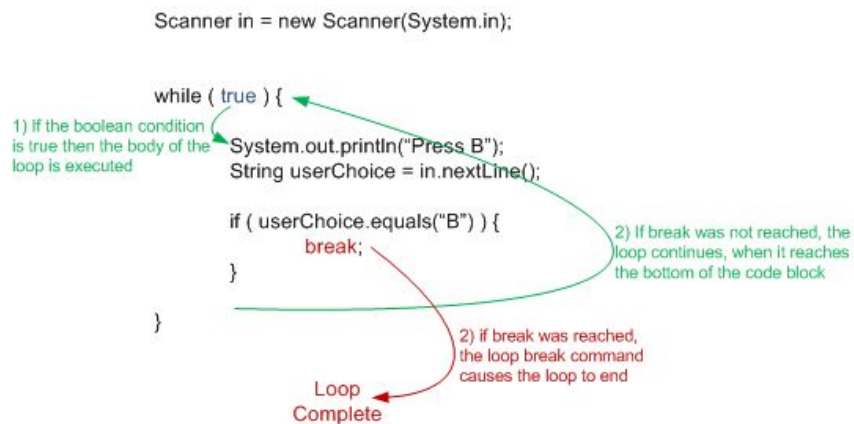 Scanner in = new Scanner(System.in);
while ( true ) {
1) If the boolean condition
is true then the body of the
loop is executed
System.out.println(“Press B”);
String userChoice = in.nextLine();
if ( userChoice.equals(“B”) ) {
break;
}
2) If break was not reached, the
loop continues, when it reaches
the bottom of the code block
}
2) if break was reached,
the loop break command
causes the loop to end
Loop
Complete